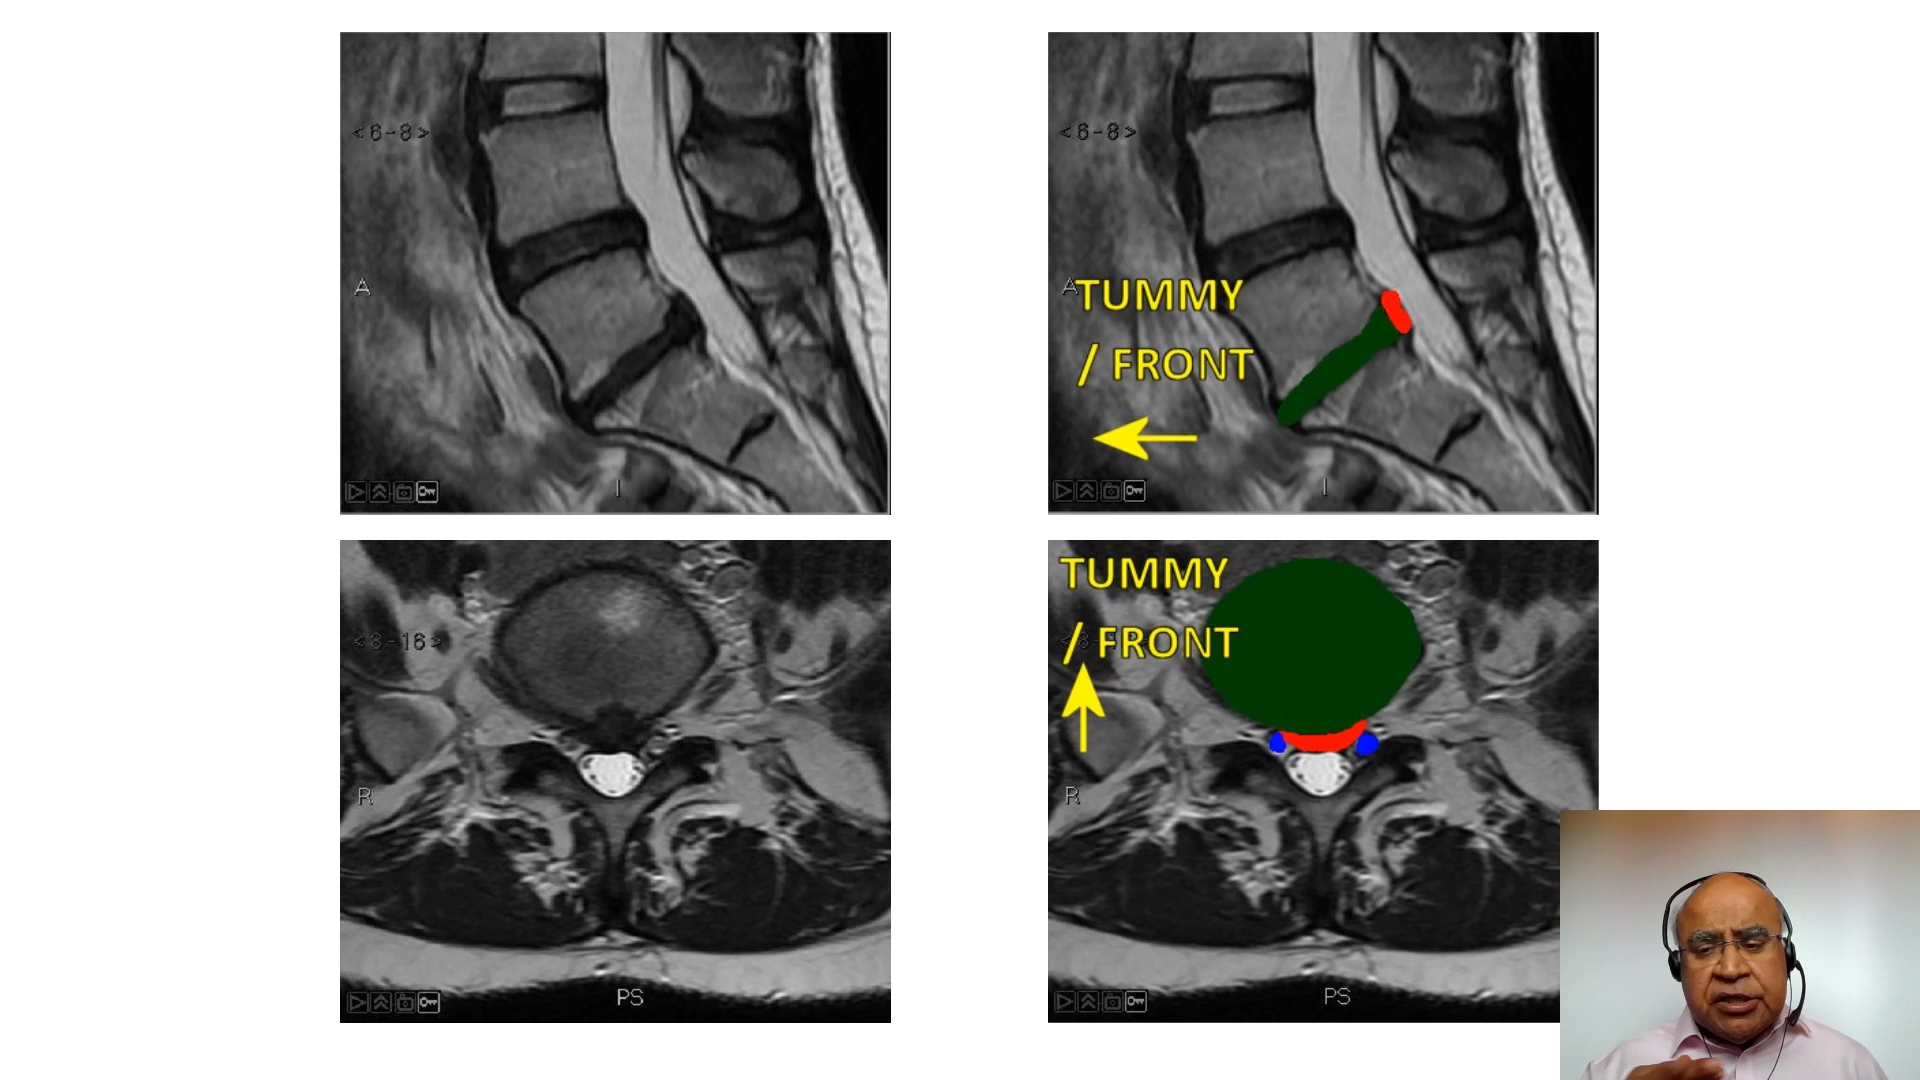 <6-8>
A
I
<6-8>
A
TUMMY
/ FRONT
I
<8-16>
R
PS
TUMMY
/ FRONT
R
PS